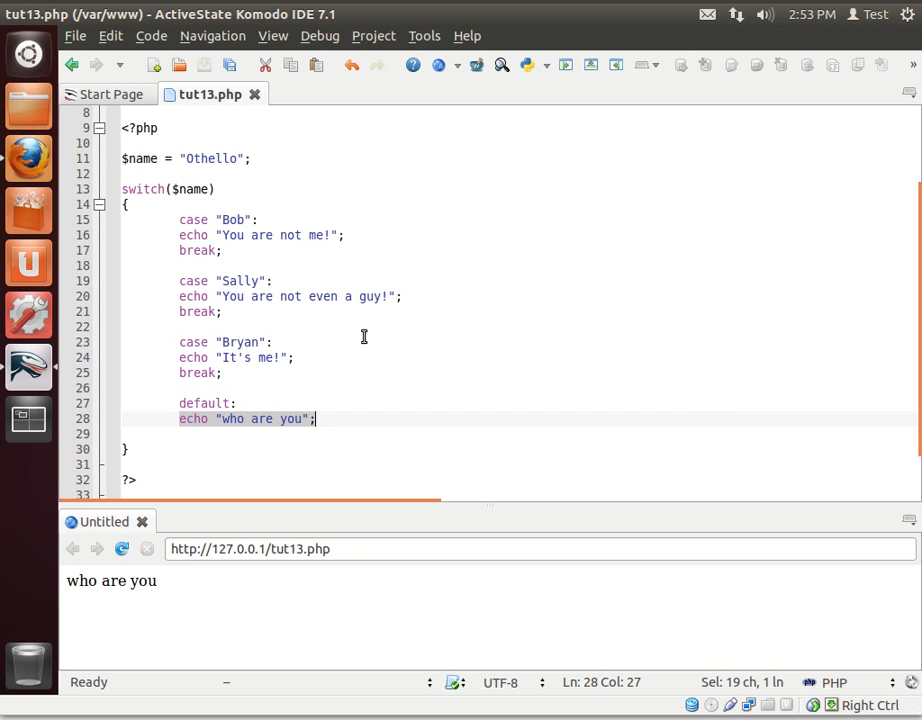 tut13.php (/var/www) - ActiveState Komodo IDE 7.1
2:53 PM Test
File Edit Code Navigation View Debug Project Tools Help
Start Page tut13.php
8
9 <?php
10
11 $name = "Othello";
12
13 switch($name)
14 {
15 case "Bob":
16 echo "You are not me!";
17 break;
18
19 case "Sally":
20 echo "You are not even a guy!";
21 break;
22
23 case "Bryan":
24 echo "It's me!";
25 break;
26
27 default:
28 echo "who are you";
29
30 }
31
32 ?>
33
Untitled
http://127.0.0.1/tut13.php
who are you
Ready – UTF-8 Ln: 28 Col: 27 Sel: 19 ch, 1 ln PHP
Right Ctrl